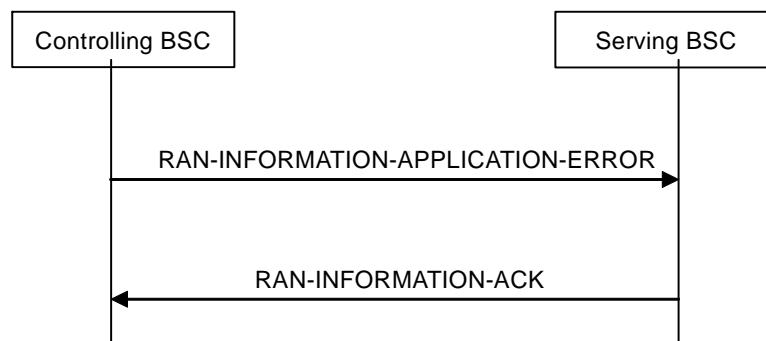 Controlling BSC
Serving BSC
RAN-INFORMATION-APPLICATION-ERROR
RAN-INFORMATION-ACK